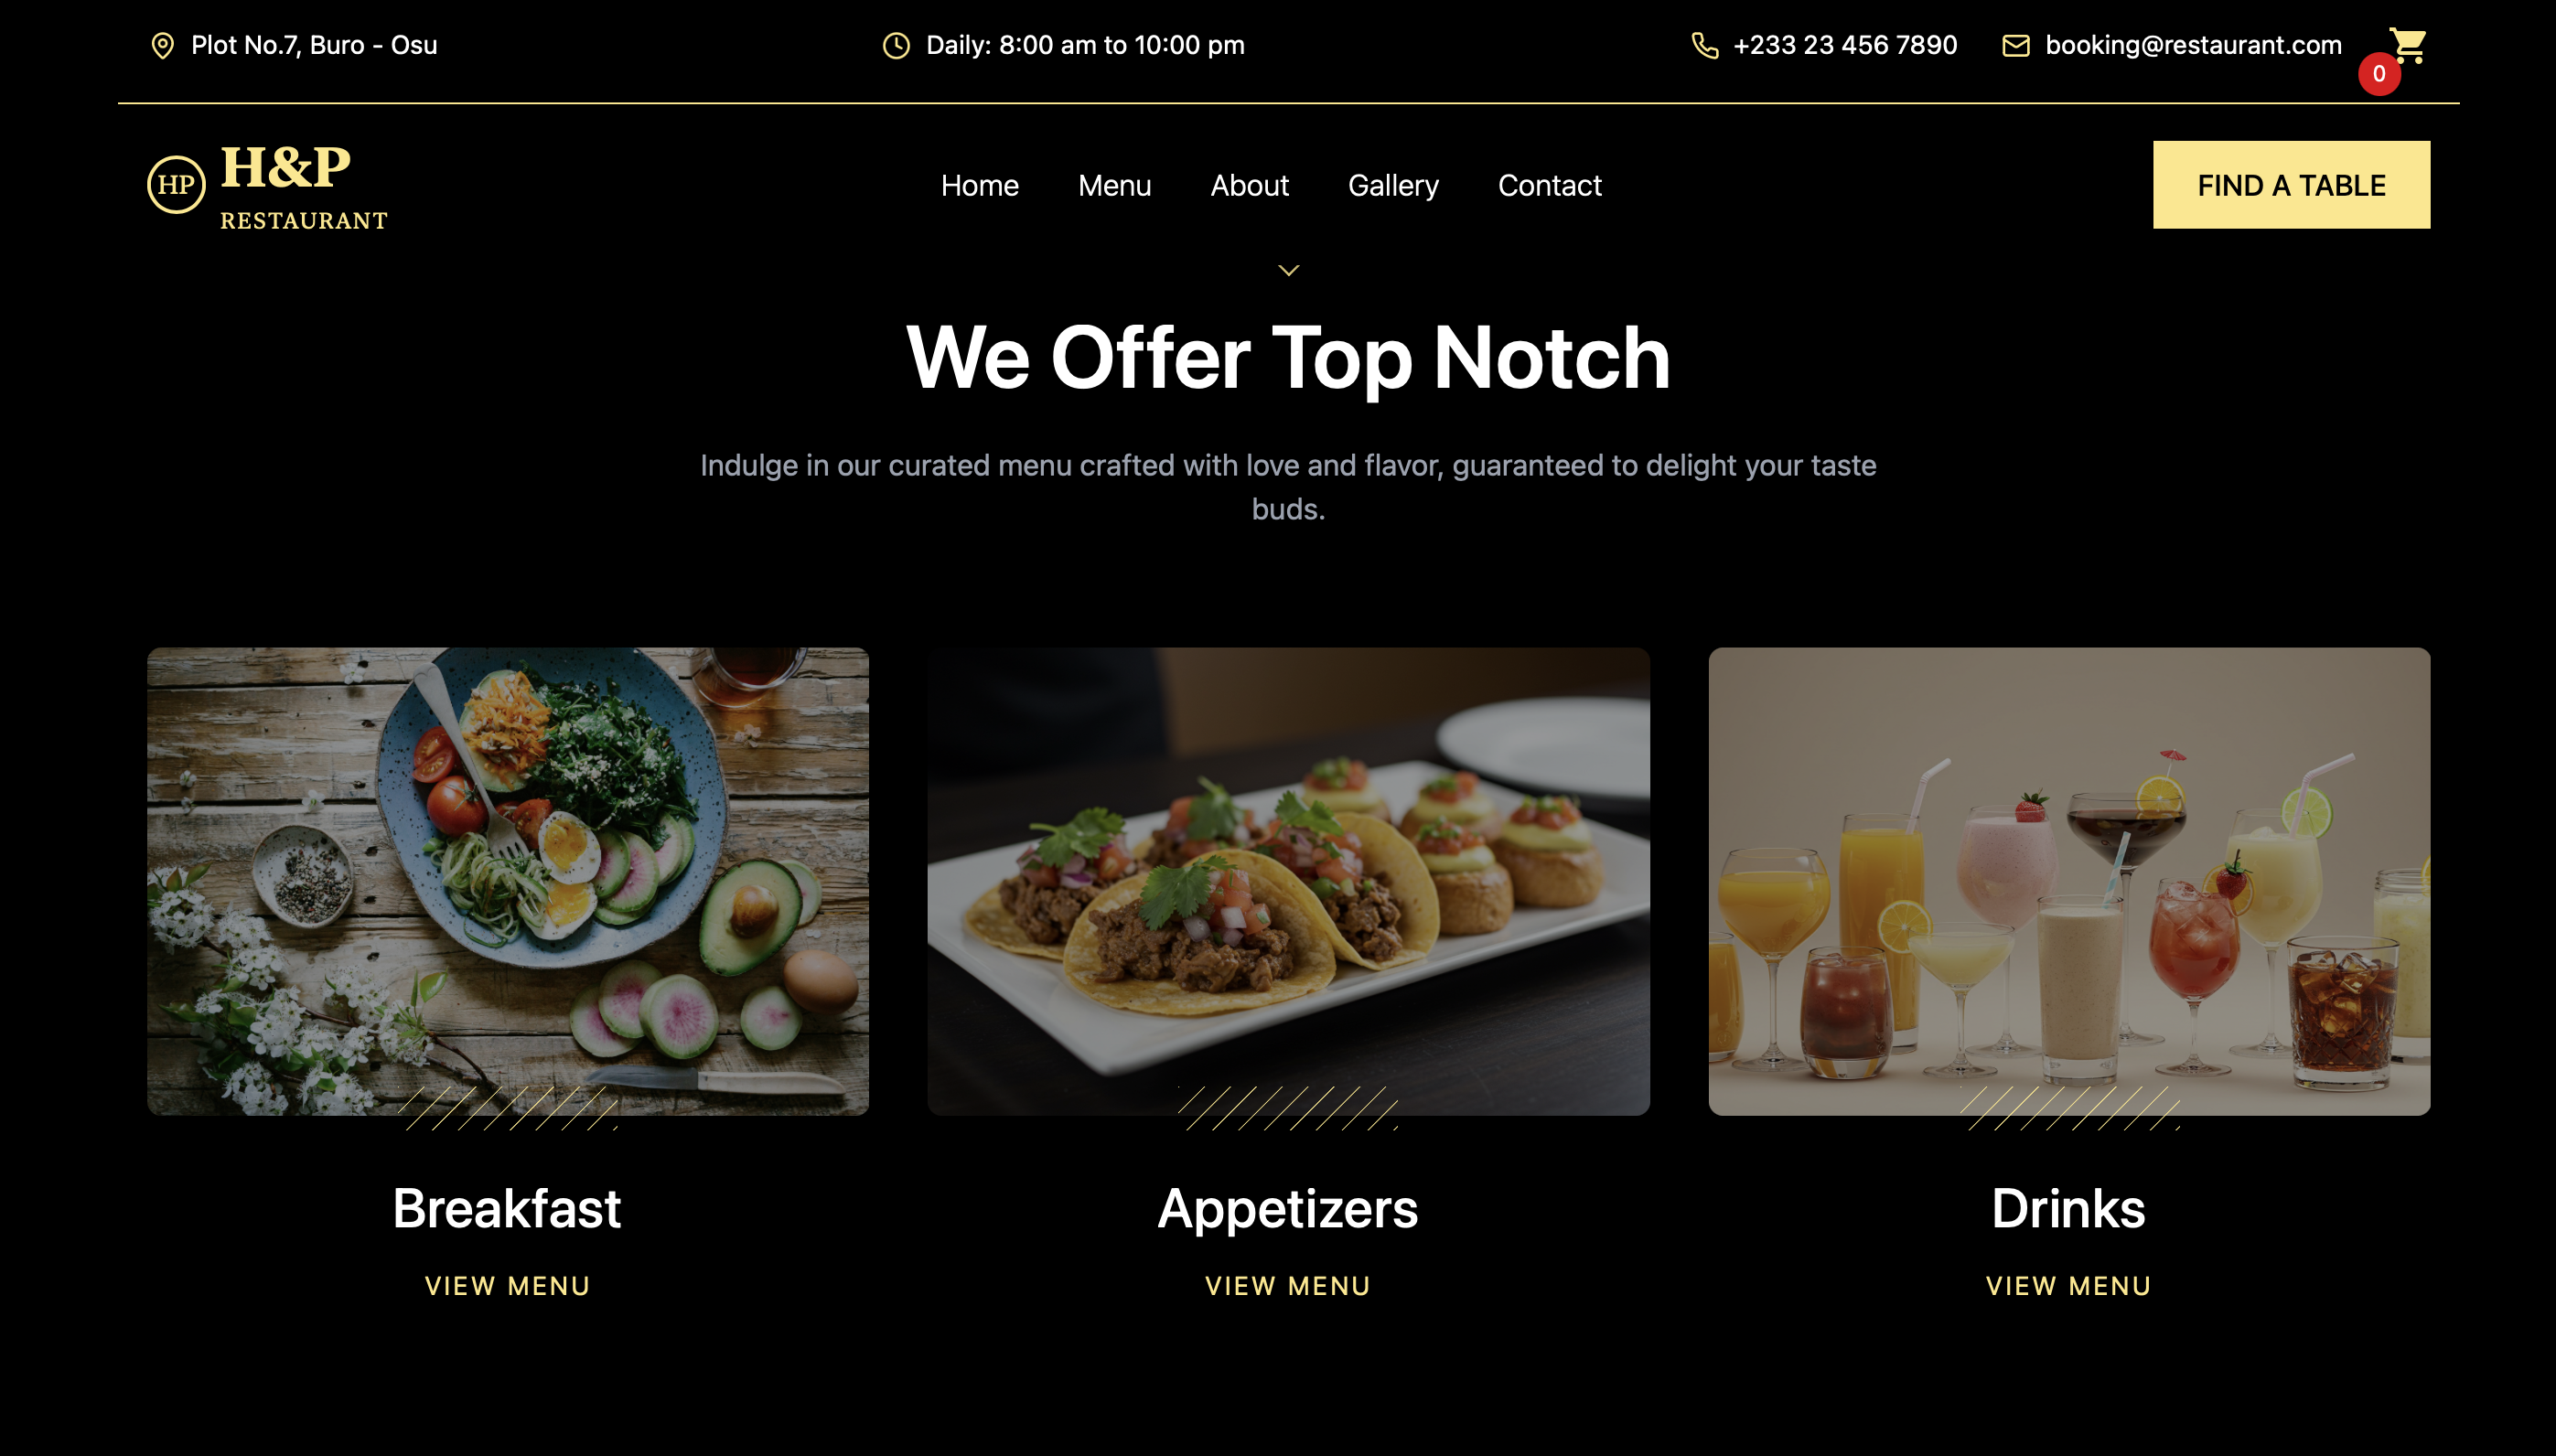 Plot No.7, Buro - Osu
Daily: 8:00 am to 10:00 pm
+233 23 456 7890
booking@restaurant.com
0
HP
H&P
RESTAURANT
Home
Menu
About
Gallery
Contact
FIND A TABLE
We Offer Top Notch
Indulge in our curated menu crafted with love and flavor, guaranteed to delight your taste
buds.
Breakfast
Appetizers
Drinks
VIEW MENU
VIEW MENU
VIEW MENU